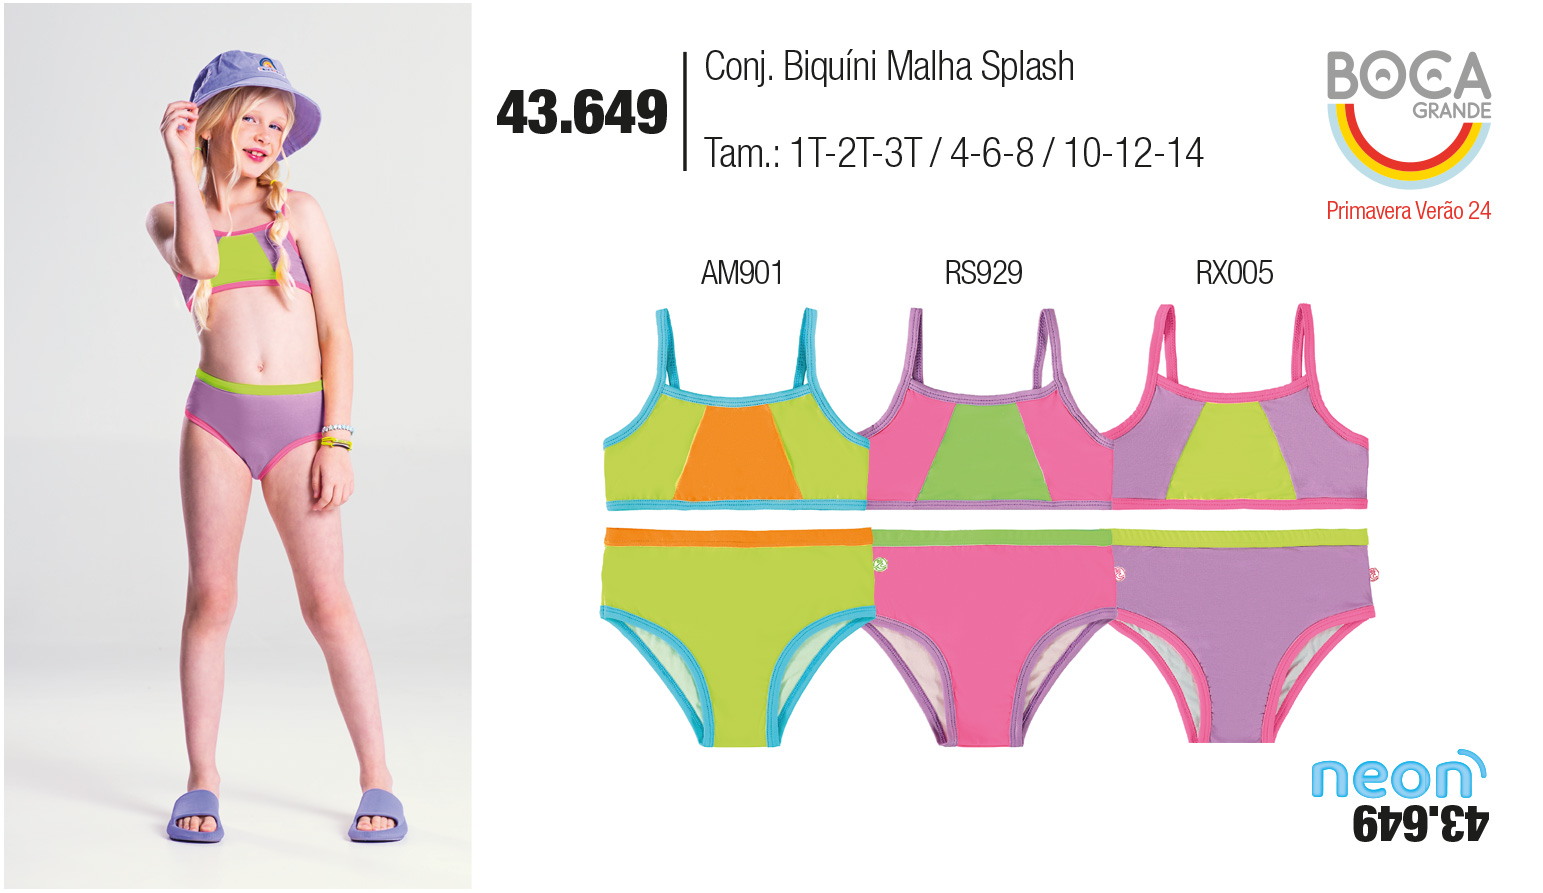 43.649
Conj. Biquíni Malha Splash
Tam.: 1T-2T-3T / 4-6-8 / 10-12-14
BOCA
GRANDE
Primavera Verão 24
AM901
RS929
RX005
neon
43.649